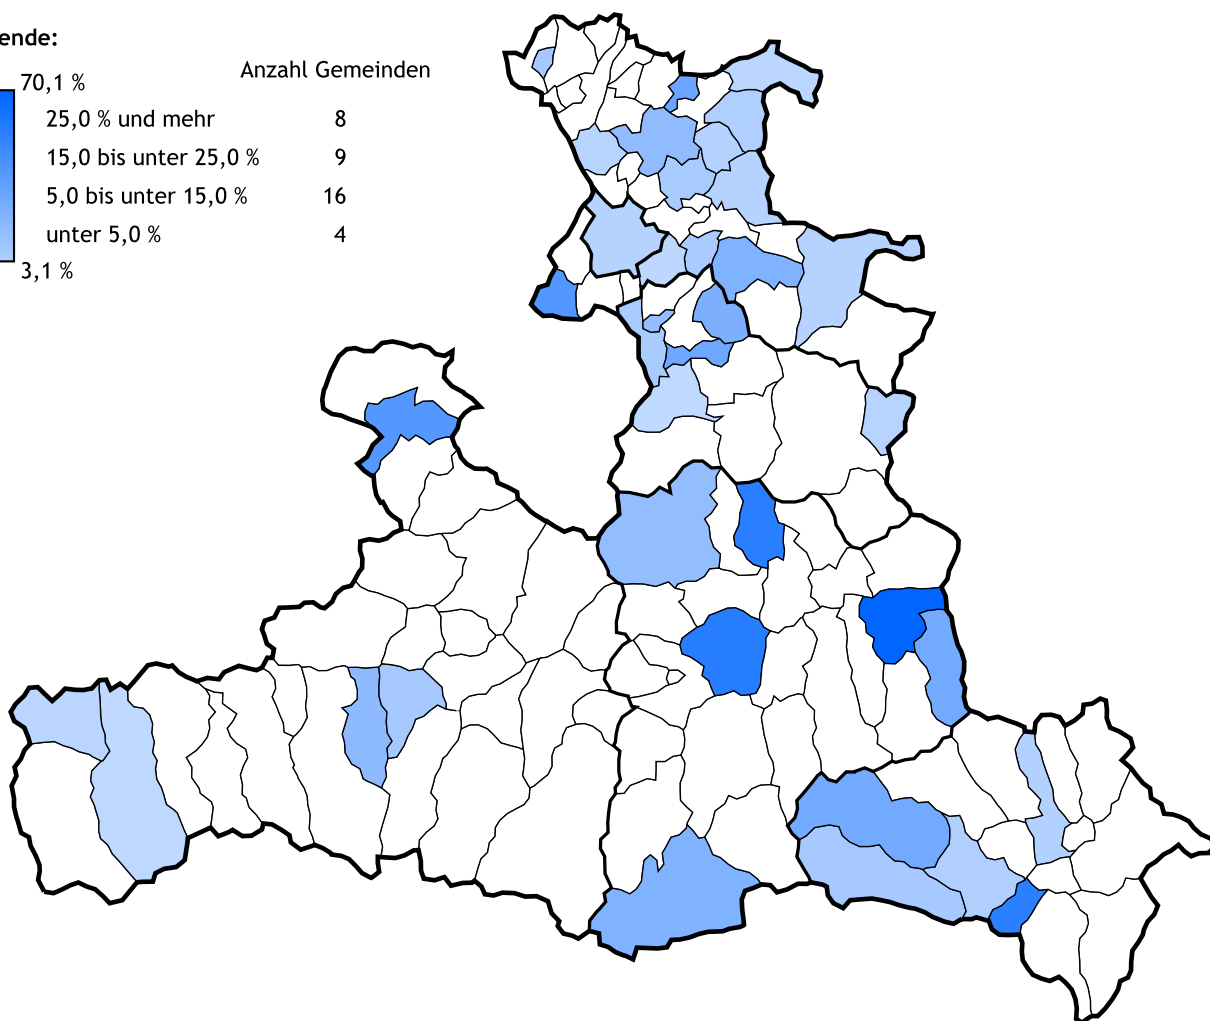 ende:
Anzahl Gemeinden
70,1 %
25,0 % und mehr 8
15,0 bis unter 25,0 % 9
5,0 bis unter 15,0 % 16
unter 5,0 % 4
3,1 %